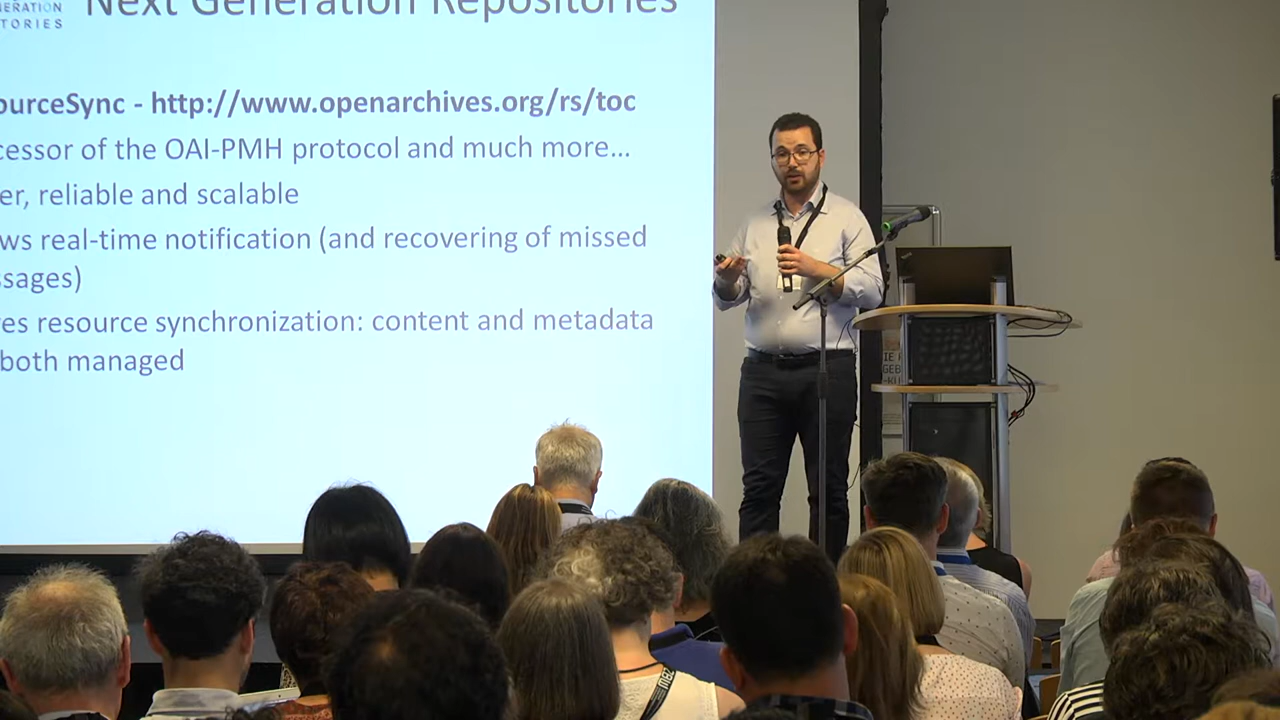 ERATION
TORIES
Next Generation Repositories
ourceSync - http://www.openarchives.org/rs/toc
cessor of the OAI-PMH protocol and much more...
er, reliable and scalable
ws real-time notification (and recovering of missed
ssages)
es resource synchronization: content and metadata
both managed